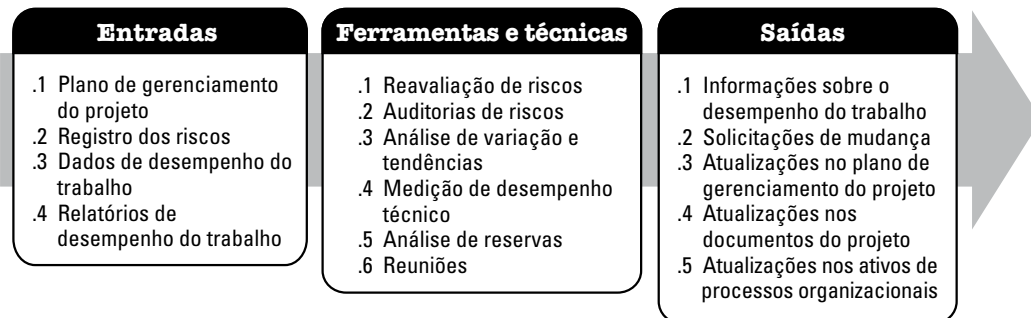 Entradas
.1 Plano de gerenciamento
do projeto
.2 Registro dos riscos
.3 Dados de desempenho do
trabalho
.4 Relatórios de
desempenho do trabalho
Ferramentas e técnicas
.1 Reavaliação de riscos
.2 Auditorias de riscos
.3 Análise de variação e
tendências
.4 Medição de desempenho
técnico
.5 Análise de reservas
.6 Reuniões
Saídas
.1 Informações sobre o
desempenho do trabalho
.2 Solicitações de mudança
.3 Atualizações no plano de
gerenciamento do projeto
.4 Atualizações nos
documentos do projeto
.5 Atualizações nos ativos de
processos organizacionais